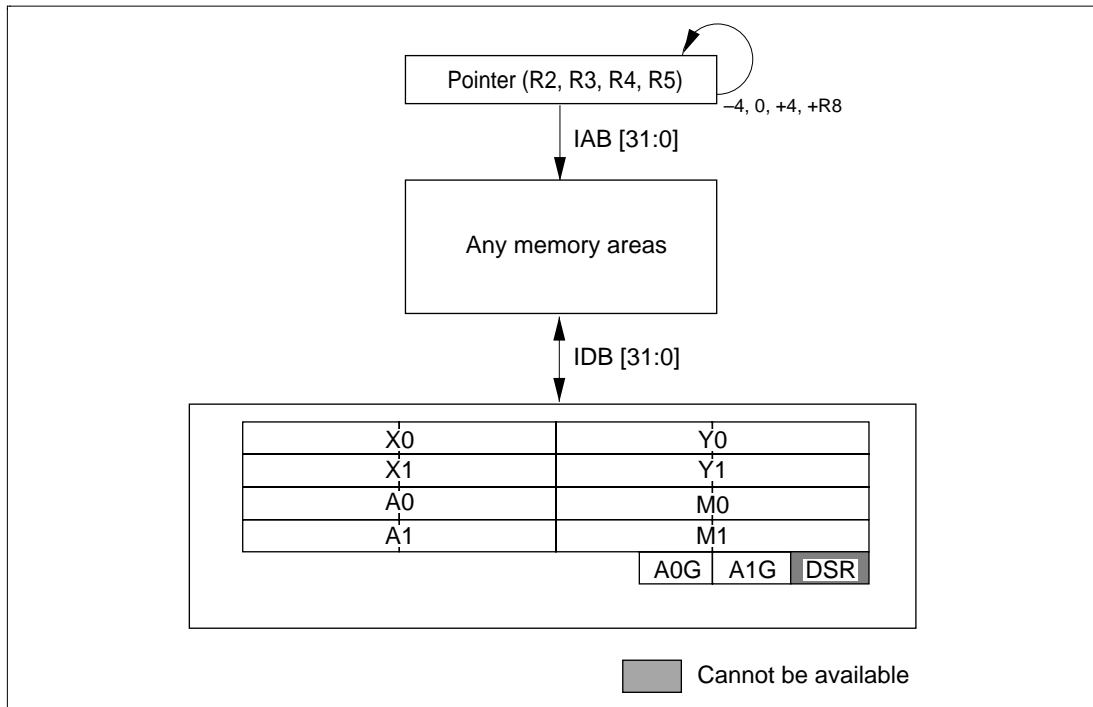 Pointer (R2, R3, R4, R5)
–4, 0, +4, +R8
IAB [31:0]
Any memory areas
IDB [31:0]
X0 Y0
X1 Y1
A0 M0
A1 M1
A0G A1G DSR
Cannot be available